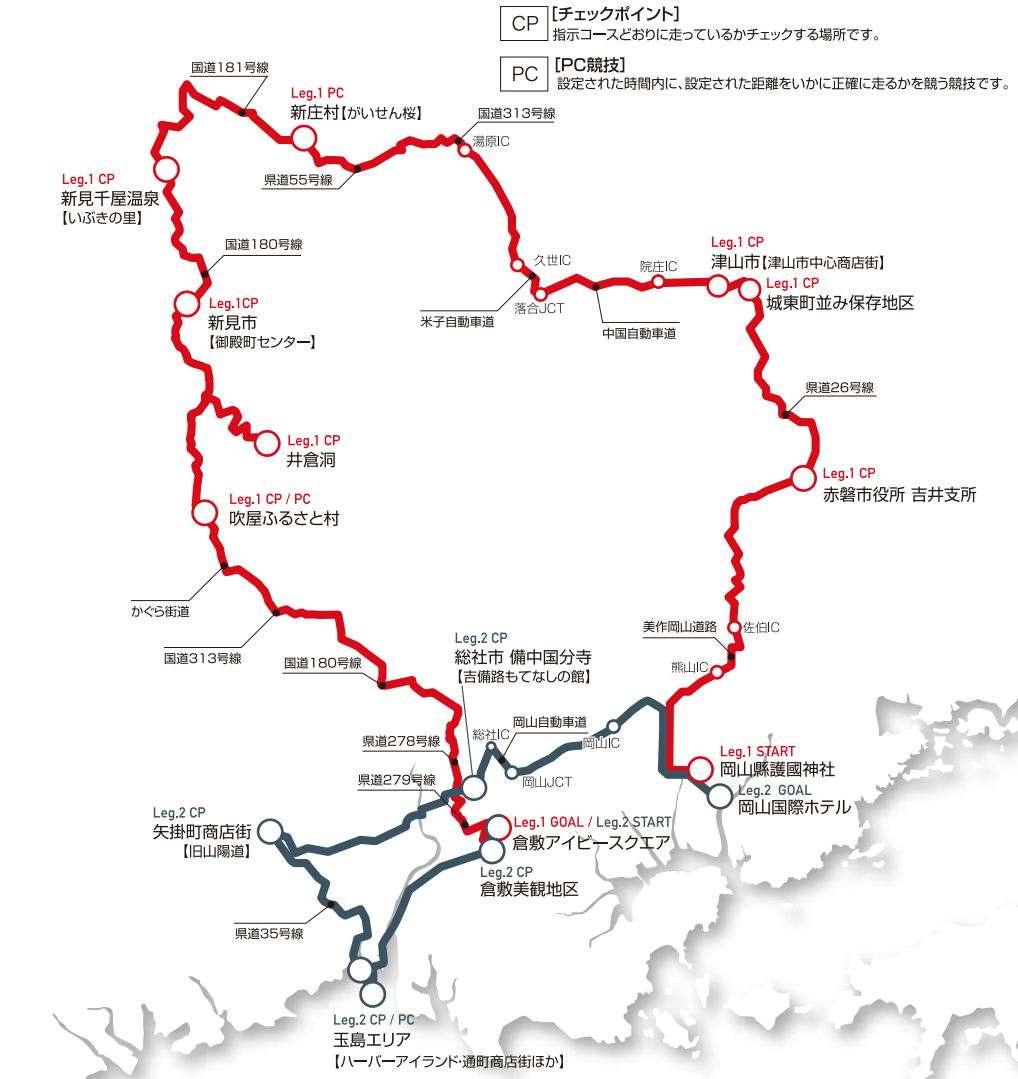 CP
[チェックポイント]
指示コースどおりに走っているかチェックする場所です。
PC
[PC競技]
設定された時間内に、設定された距離をいかに正確に走るかを競う競技です。
国道181号線
Leg.1 PC
新庄村【がいせん桜】
国道313号線
湯原IC
県道55号線
Leg.1 CP
新見千屋温泉
【いぶきの里】
国道180号線
久世IC
院庄IC
Leg.1 CP
津山市【津山市中心商店街】
Leg.1 CP
城東町並み保存地区
落合JCT
米子自動車道
中国自動車道
Leg.1CP
新見市
【御殿町センター】
県道26号線
Leg.1 CP
井倉洞
Leg.1 CP
赤磐市役所 吉井支所
Leg.1 CP / PC
吹屋ふるさと村
かぐら街道
国道313号線
国道180号線
Leg.2 CP
総社市 備中国分寺
【吉備路もてなしの館】
美作岡山道路
佐伯IC
熊山IC
岡山自動車道
総社IC
岡山IC
県道278号線
岡山JCT
県道279号線
Leg.1 START
岡山縣護國神社
Leg.2 GOAL
岡山国際ホテル
Leg.2 CP
矢掛町商店街
【旧山陽道】
Leg.1 GOAL / Leg.2 START
倉敷アイビースクエア
Leg.2 CP
倉敷美観地区
県道35号線
Leg.2 CP / PC
玉島エリア
【ハーバーアイランド・通町商店街ほか】